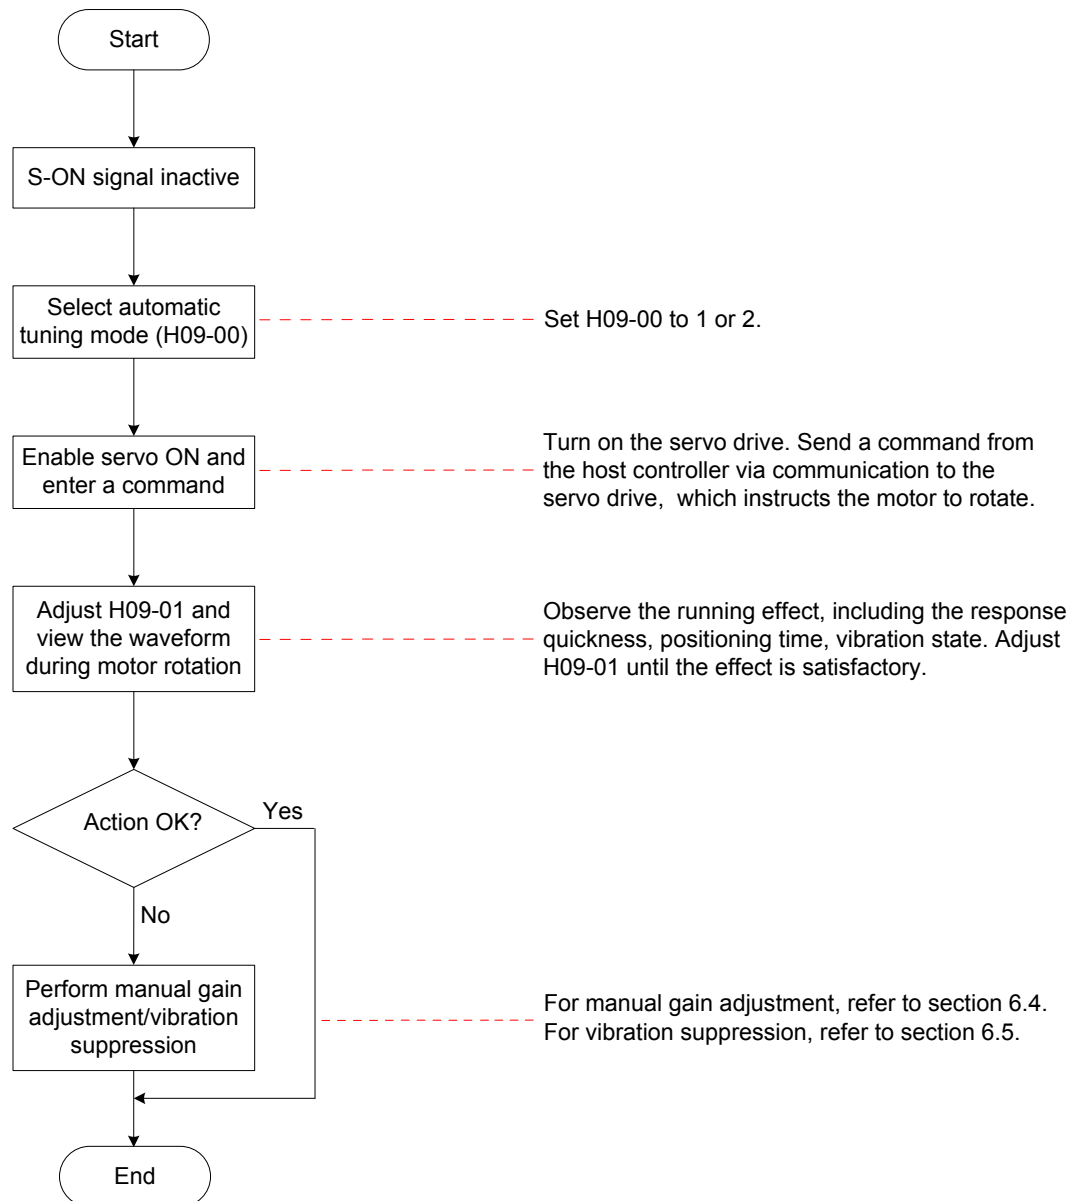 Start
S-ON signal inactive
Select automatic
tuning mode (H09-00)
Set H09-00 to 1 or 2.
Enable servo ON and
enter a command
Turn on the servo drive. Send a command from
the host controller via communication to the
servo drive,  which instructs the motor to rotate.
Adjust H09-01 and
view the waveform
during motor rotation
Observe the running effect, including the response
quickness, positioning time, vibration state. Adjust
H09-01 until the effect is satisfactory.
Action OK?
Yes
No
Perform manual gain
adjustment/vibration
suppression
For manual gain adjustment, refer to section 6.4.
For vibration suppression, refer to section 6.5.
End